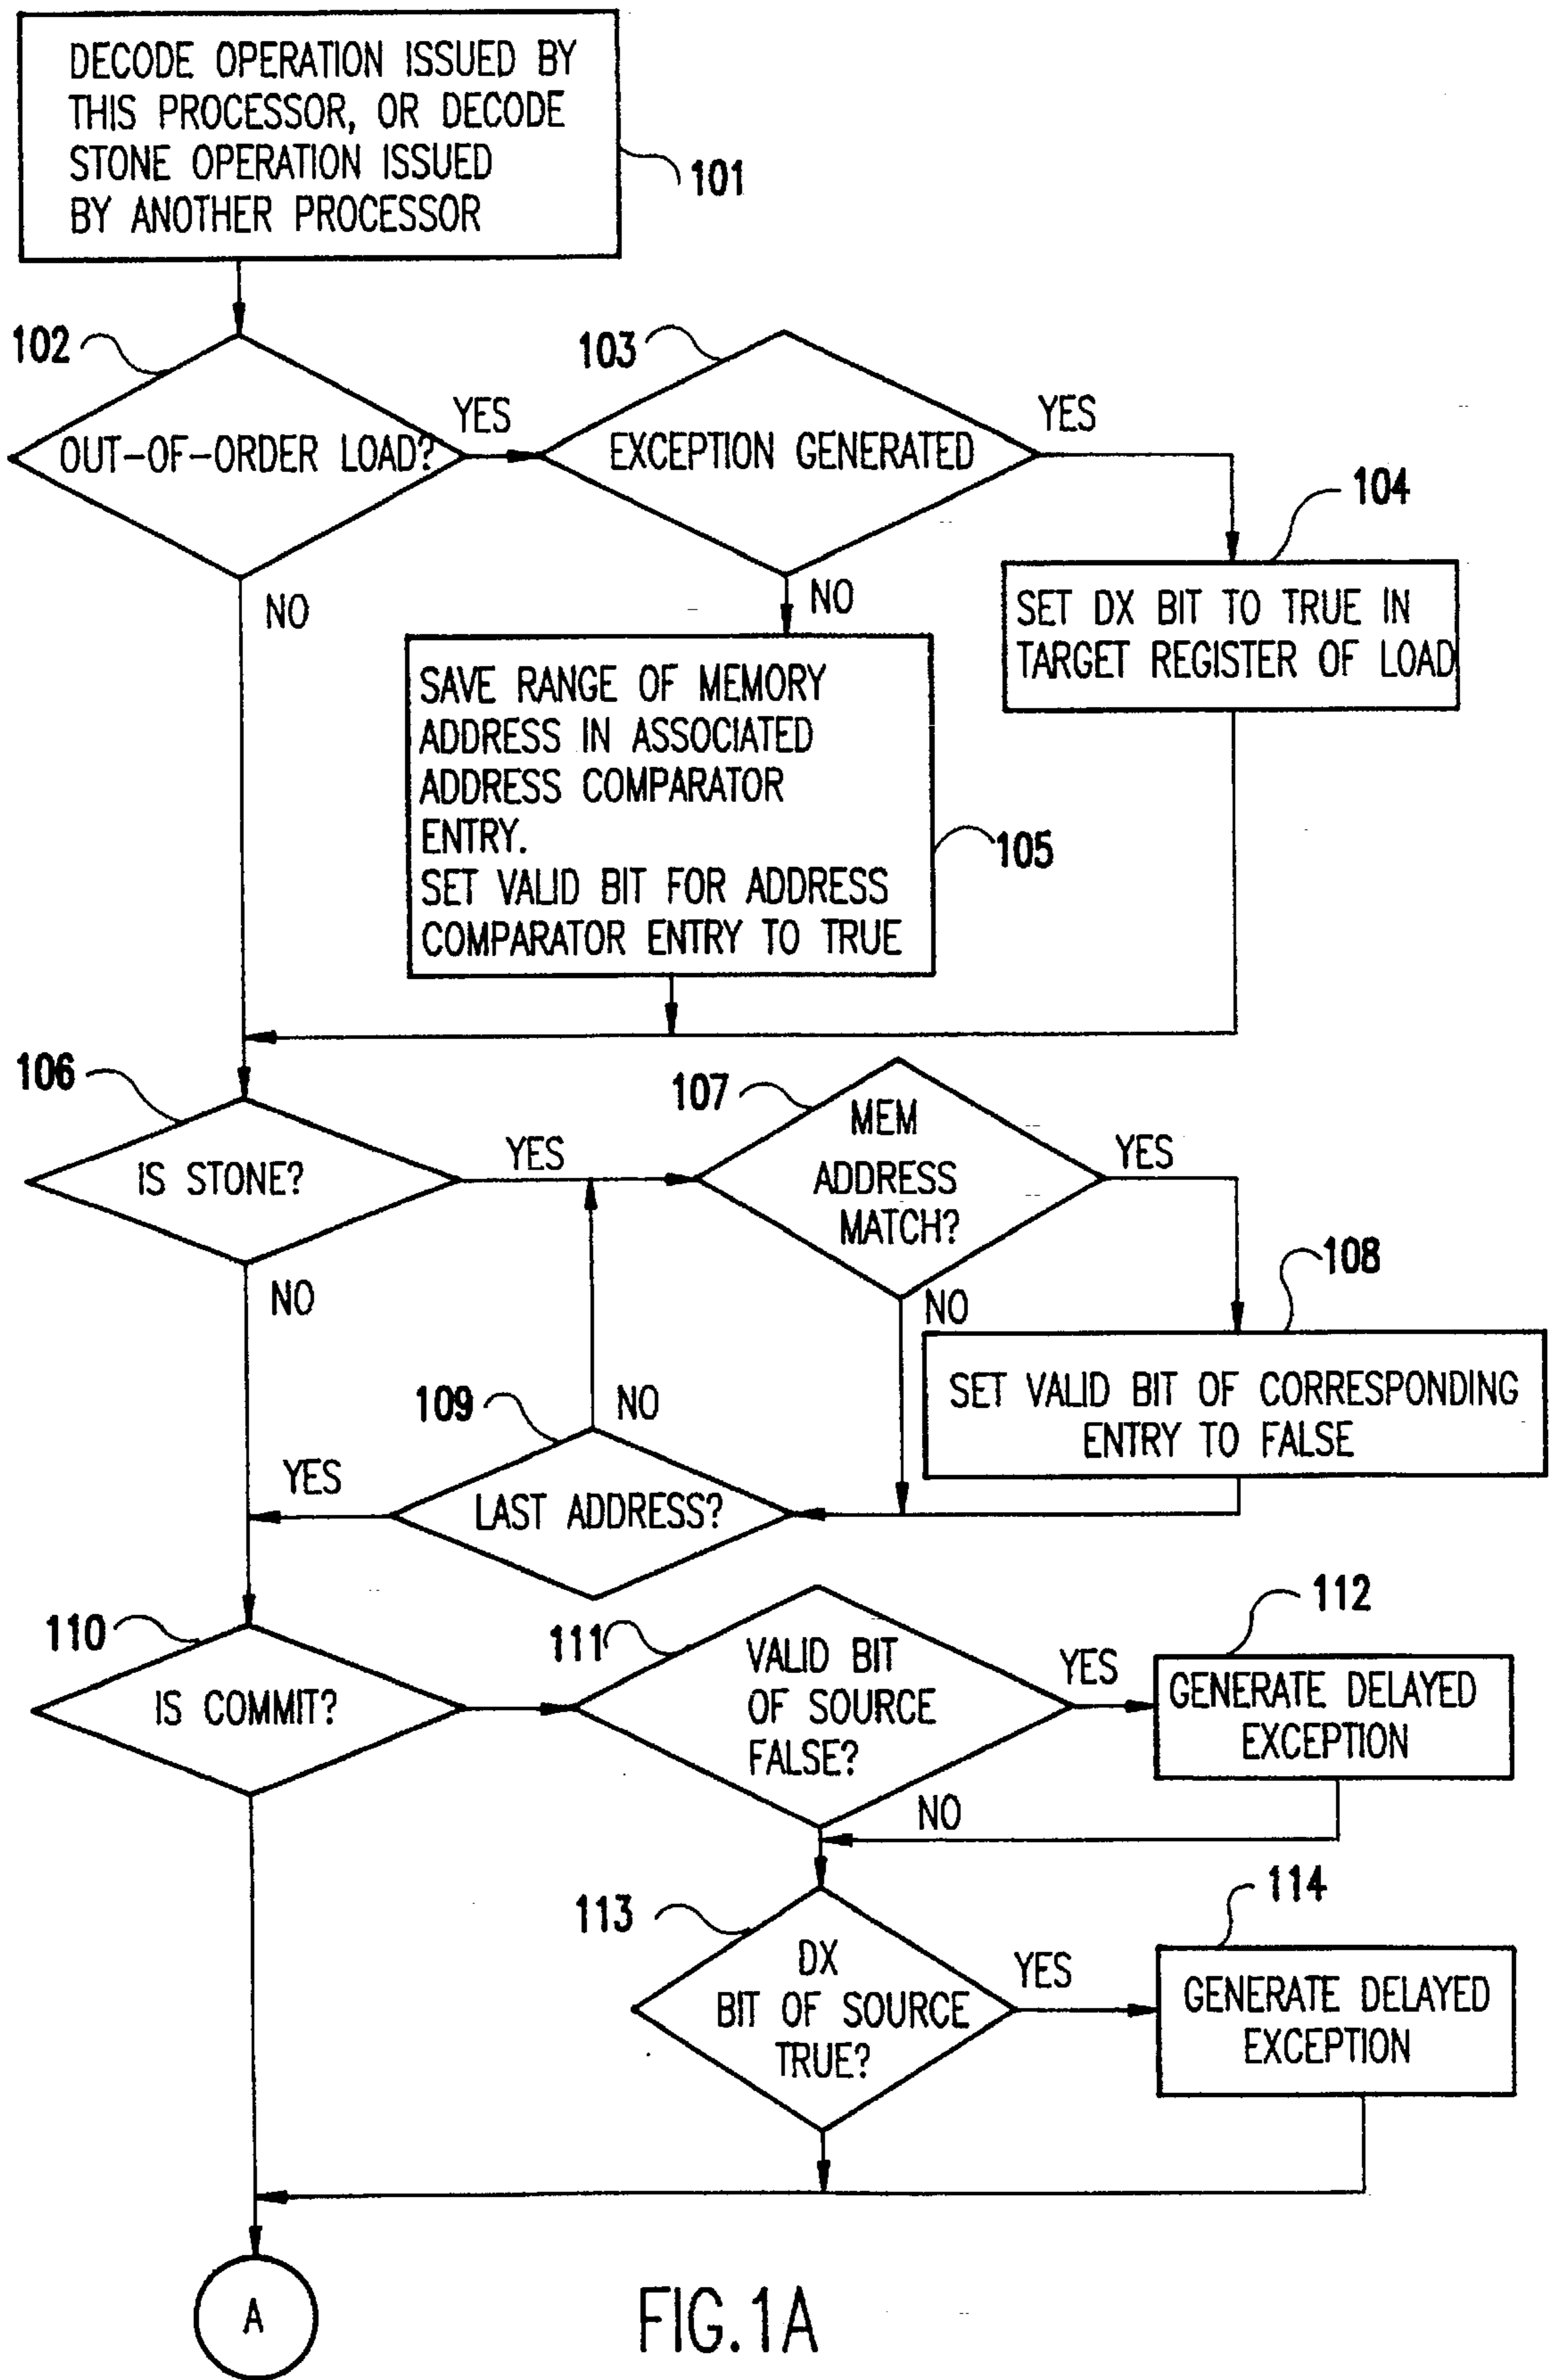 DECODE OPERATION ISSUED BY
THIS PROCESSOR, OR DECODE
STONE OPERATION ISSUED
BY ANOTHER PROCESSOR
101
102
OUT-OF-ORDER LOAD?
YES
NO
103
EXCEPTION GENERATED
YES
NO
104
SET DX BIT TO TRUE IN
TARGET REGISTER OF LOAD
SAVE RANGE OF MEMORY
ADDRESS IN ASSOCIATED
ADDRESS COMPARATOR
ENTRY.
SET VALID BIT FOR ADDRESS
COMPARATOR ENTRY TO TRUE
105
106
IS STONE?
YES
NO
107
MEM
ADDRESS
MATCH?
YES
NO
108
SET VALID BIT OF CORRESPONDING
ENTRY TO FALSE
109
NO
YES
LAST ADDRESS?
110
IS COMMIT?
111
VALID BIT
OF SOURCE
FALSE?
YES
NO
112
GENERATE DELAYED
EXCEPTION
113
DX
BIT OF SOURCE
TRUE?
YES
114
GENERATE DELAYED
EXCEPTION
A
FIG.1A